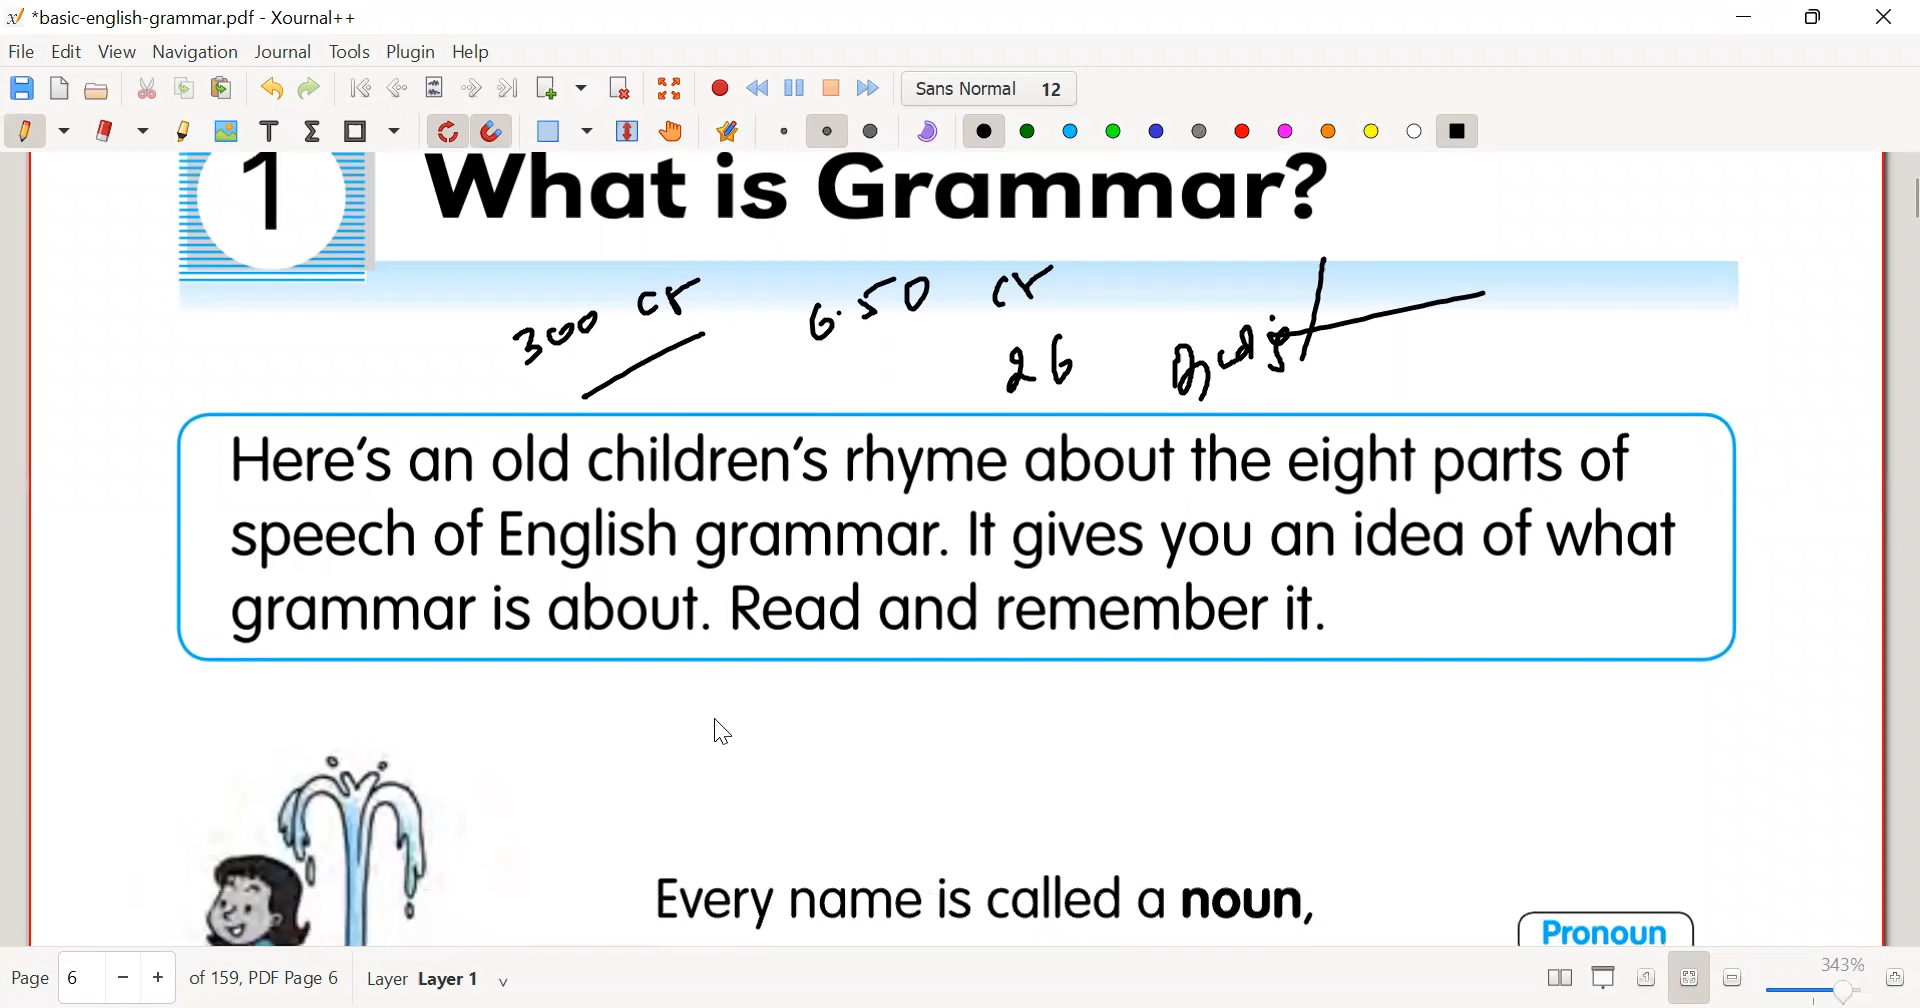 *basic-english-grammar.pdf - Xournal++
File Edit View Navigation Journal Tools Plugin Help
Sans Normal 12
1 What is Grammar?
300 cr 6.50 cr
26
Here's an old children's rhyme about the eight parts of
speech of English grammar. It gives you an idea of what
grammar is about. Read and remember it.
Every name is called a noun,
Pronoun
Page 6 of 159, PDF Page 6 Layer Layer 1 343%